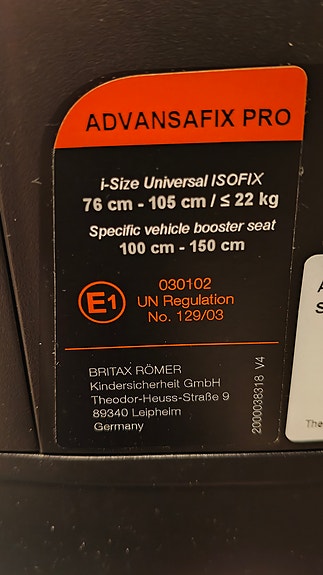 ADVANSAFIX PRO
i-Size Universal ISOFIX
76 cm - 105 cm / ≤ 22 kg
Specific vehicle booster seat
100 cm - 150 cm
E1
030102
UN Regulation
No. 129/03
BRITAX RÖMER
Kindersicherheit GmbH
Theodor-Heuss-Straße 9
89340 Leipheim
Germany
2000038318 V4